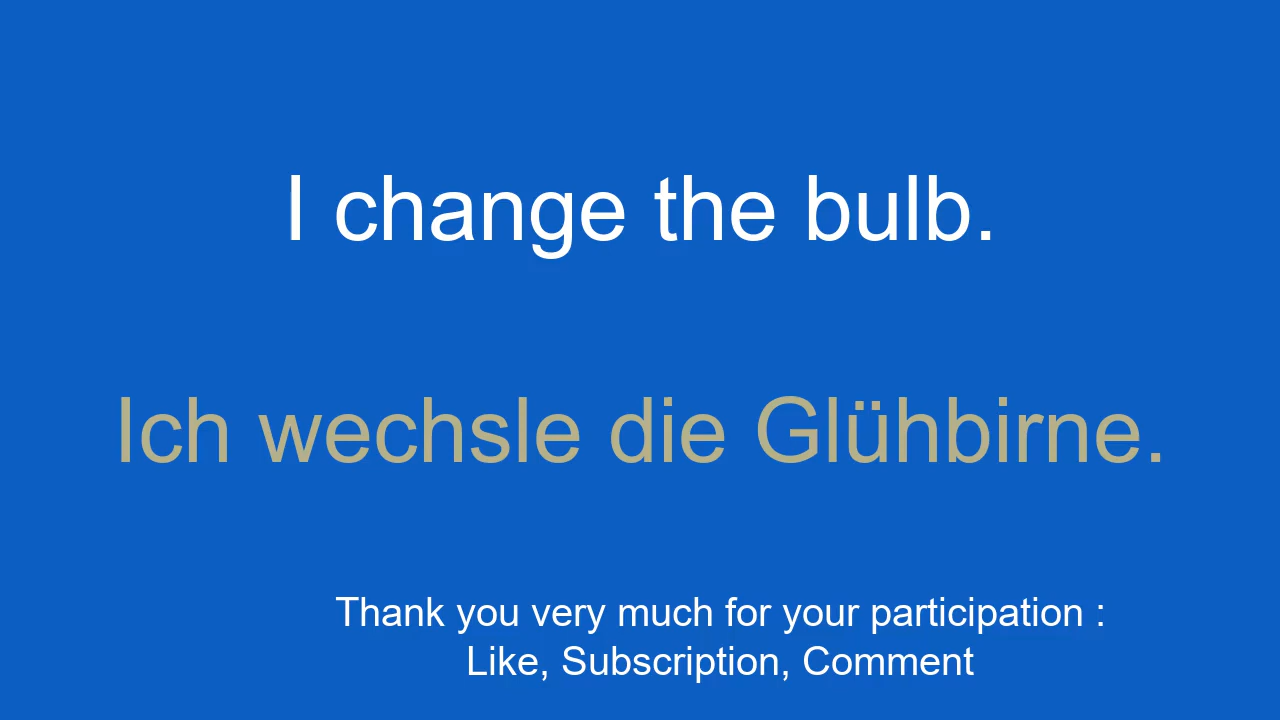 I change the bulb.
Ich wechsle die Glühbirne.
Thank you very much for your participation :
Like, Subscription, Comment